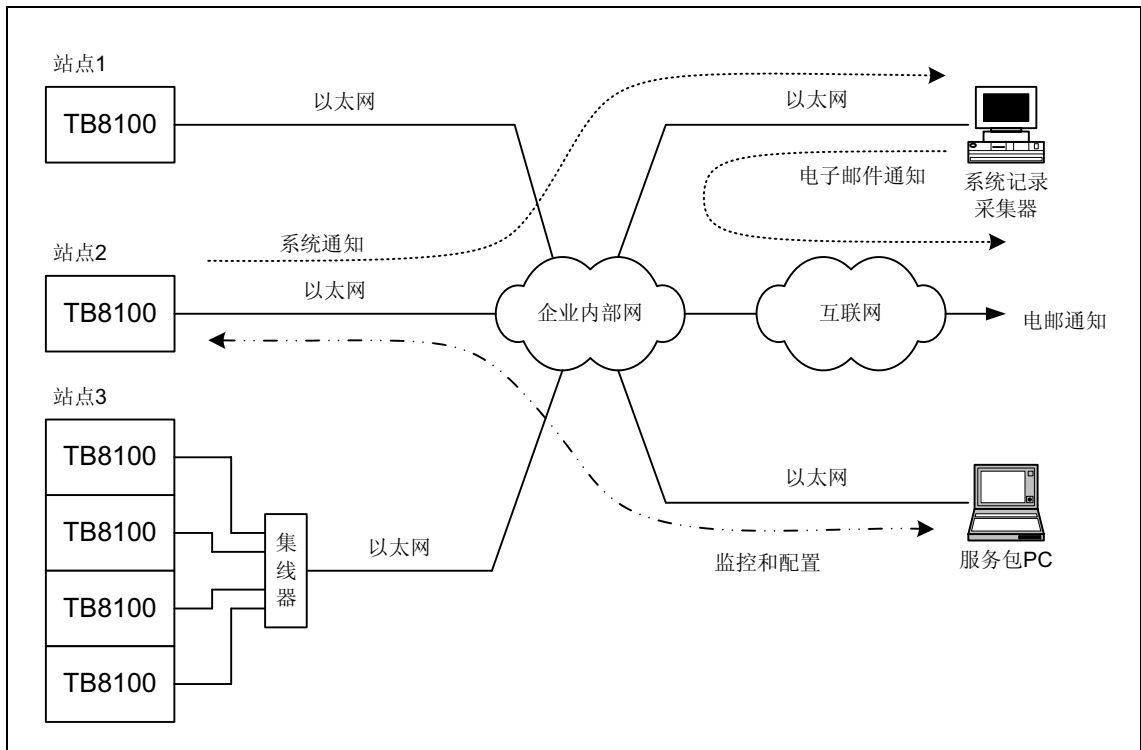 站点1
TB8100
以太网
以太网
电子邮件通知
系统记录
采集器
系统通知
站点2
TB8100
以太网
企业内部网
互联网
电邮通知
站点3
TB8100
TB8100
TB8100
TB8100
集
线
器
以太网
以太网
监控和配置
服务包PC